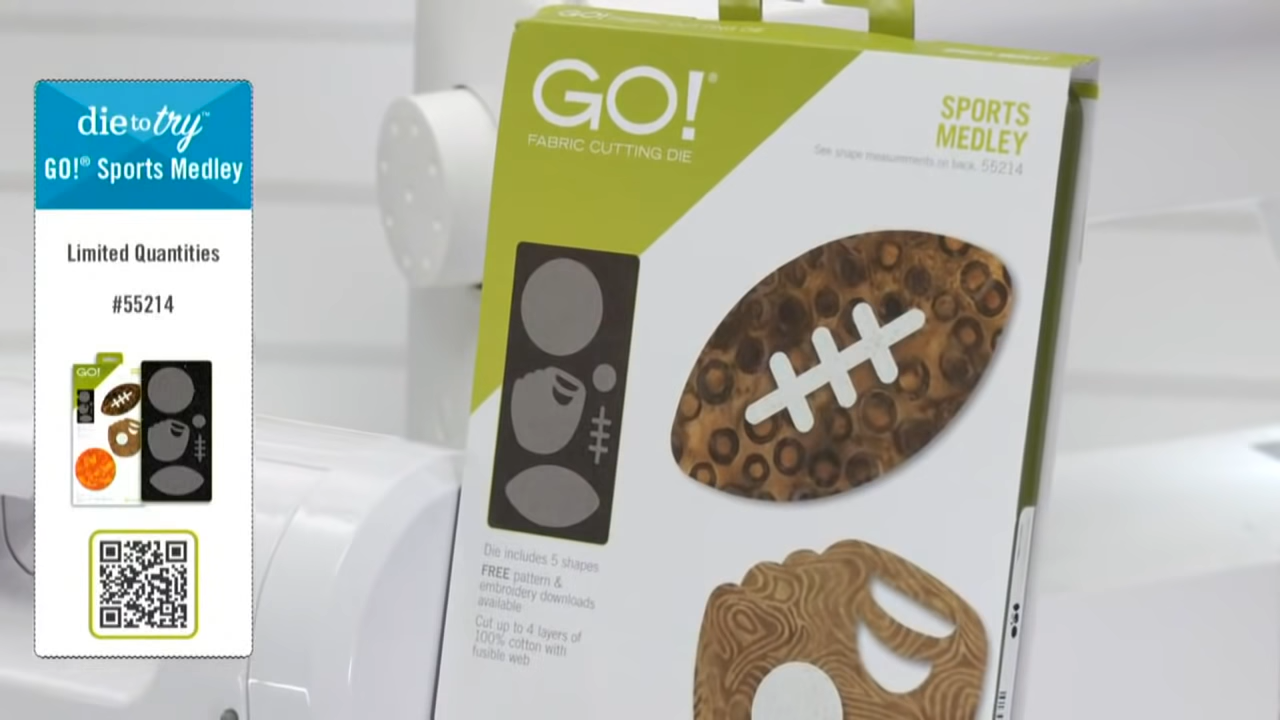 die to try™
GO!® Sports Medley
Limited Quantities
#55214
GO!
GO!®
FABRIC CUTTING DIE
SPORTS
MEDLEY
See shape measurements on back. 55214
Die includes 5 shapes
FREE pattern &
embroidery downloads
available
Cut up to 4 layers of
100% cotton with
fusible web